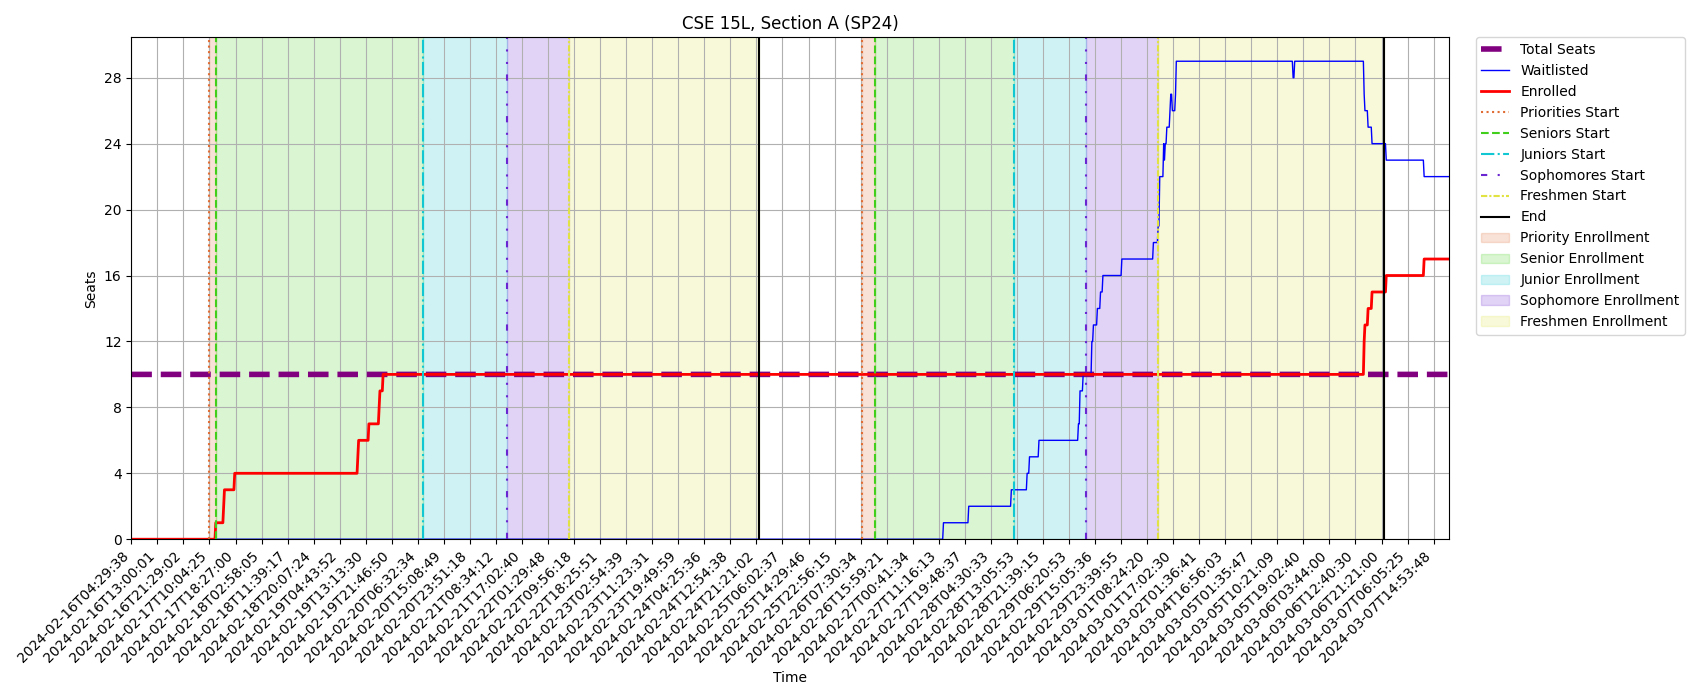 CSE 15L, Section A (SP24)
Seats
28
24
20
16
12
8
4
0
2024-02-16T04:29:38
2024-02-16T13:00:01
2024-02-16T21:29:02
2024-02-17T10:04:25
2024-02-17T18:27:00
2024-02-18T02:58:05
2024-02-18T11:39:17
2024-02-18T20:07:24
2024-02-19T04:43:52
2024-02-19T13:13:30
2024-02-19T21:46:50
2024-02-20T06:32:34
2024-02-20T15:08:49
2024-02-20T23:51:18
2024-02-21T08:34:12
2024-02-21T17:02:40
2024-02-22T01:29:48
2024-02-22T09:56:18
2024-02-22T18:25:51
2024-02-23T02:54:39
2024-02-23T11:23:31
2024-02-23T19:49:59
2024-02-24T04:25:36
2024-02-24T12:54:38
2024-02-24T21:21:02
2024-02-25T06:02:37
2024-02-25T14:29:46
2024-02-25T22:56:15
2024-02-26T07:30:34
2024-02-26T15:59:21
2024-02-27T00:41:34
2024-02-27T11:16:13
2024-02-27T19:48:37
2024-02-28T04:30:33
2024-02-28T13:05:53
2024-02-28T21:39:15
2024-02-29T06:20:53
2024-02-29T15:05:36
2024-02-29T23:39:55
2024-03-01T08:24:20
2024-03-01T17:02:30
2024-03-02T01:36:41
2024-03-04T16:56:03
2024-03-05T01:35:47
2024-03-05T10:21:09
2024-03-05T19:02:40
2024-03-06T03:44:00
2024-03-06T12:40:30
2024-03-06T21:21:00
2024-03-07T06:05:25
2024-03-07T14:53:48
Time
Total Seats
Waitlisted
Enrolled
Priorities Start
Seniors Start
Juniors Start
Sophomores Start
Freshmen Start
End
Priority Enrollment
Senior Enrollment
Junior Enrollment
Sophomore Enrollment
Freshmen Enrollment